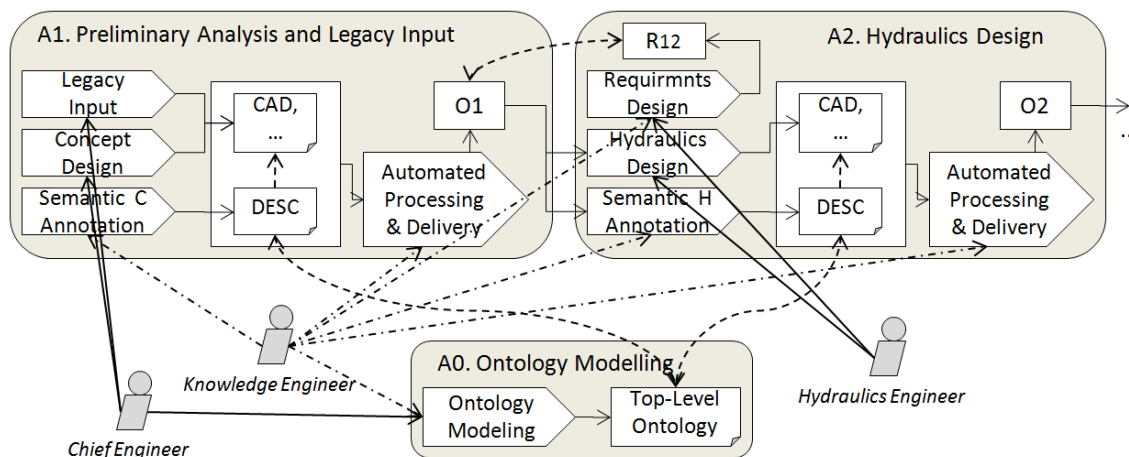 A1. Preliminary Analysis and Legacy Input
Legacy
Input
Concept
Design
Semantic C
Annotation
CAD,
...
DESC
O1
Automated
Processing
& Delivery
A2. Hydraulics Design
R12
Requirmnts
Design
Hydraulics
Design
Semantic H
Annotation
CAD,
...
DESC
O2
...
Automated
Processing
& Delivery
Knowledge Engineer
Chief Engineer
A0. Ontology Modelling
Ontology
Modeling
Top-Level
Ontology
Hydraulics Engineer